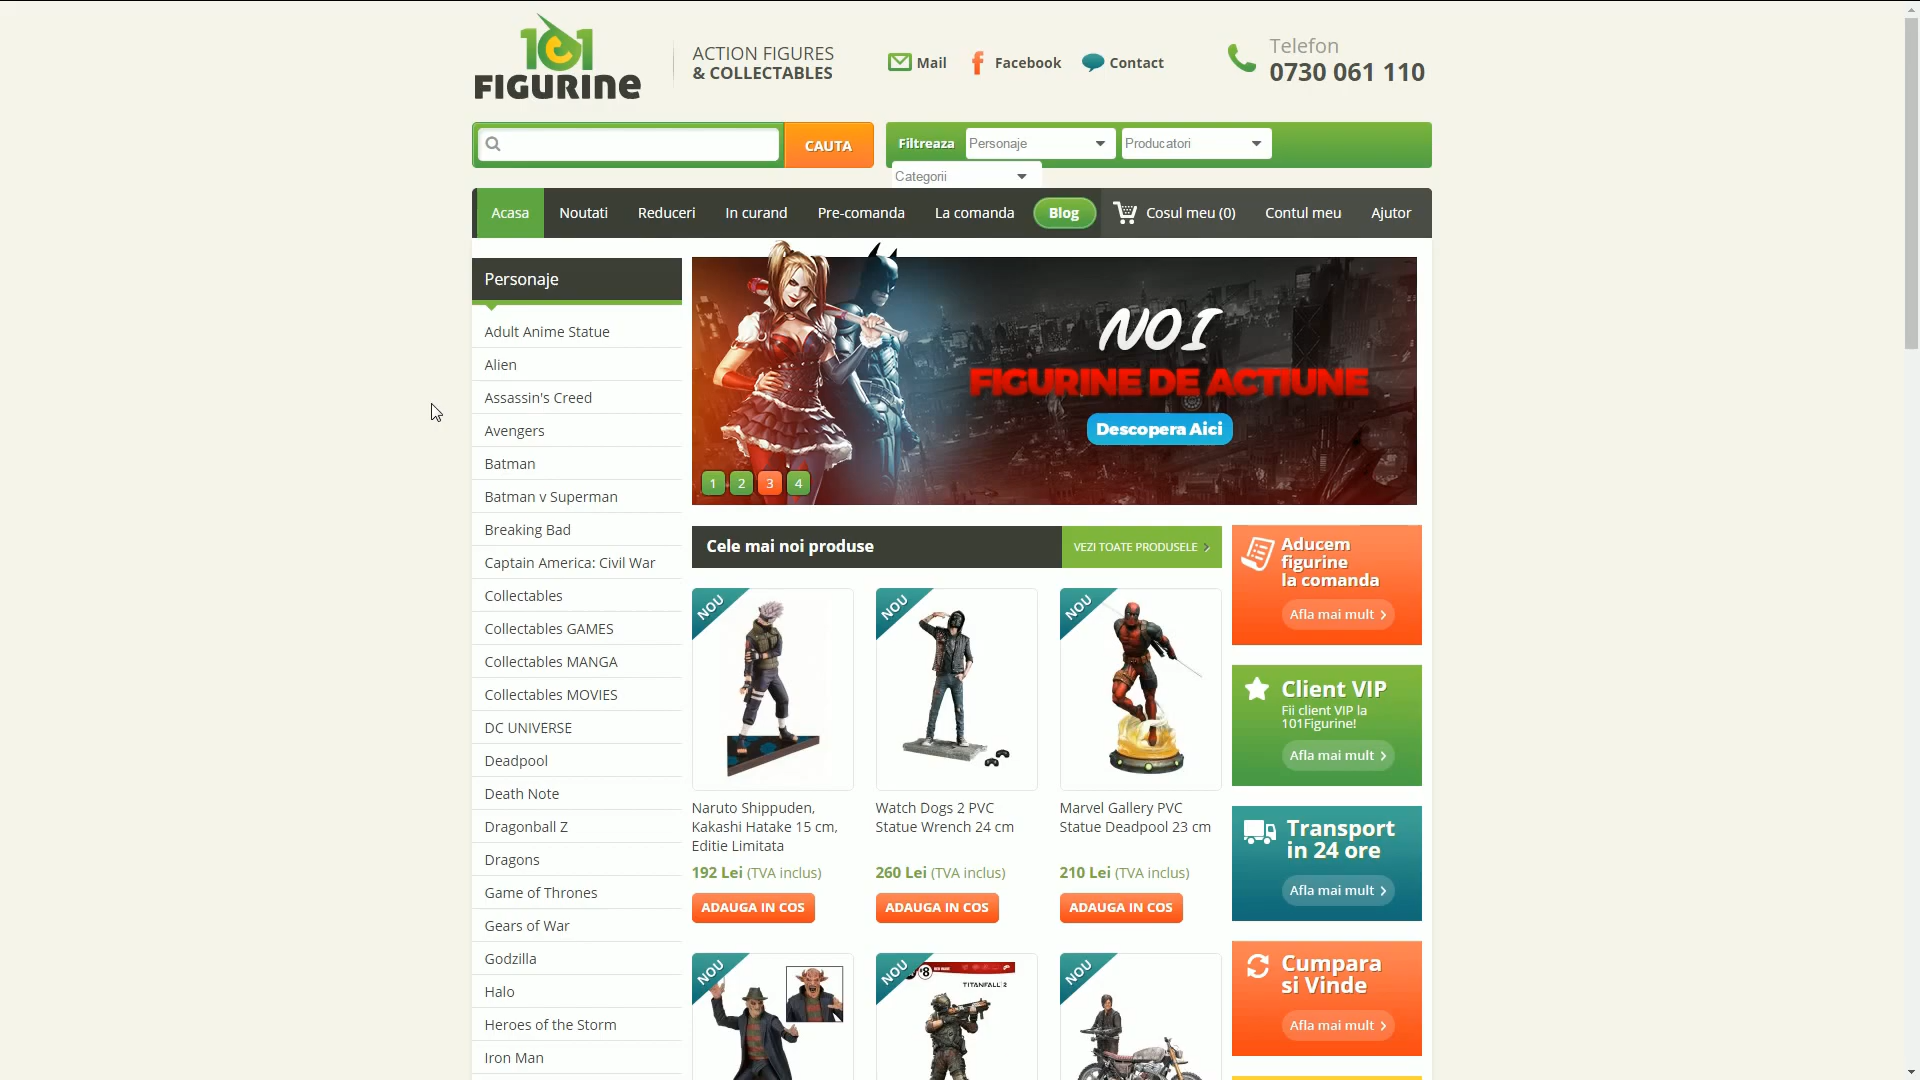 101
FIGURINE
ACTION FIGURES
& COLLECTABLES
Mail
Facebook
Contact
Telefon
0730 061 110
CAUTA
Filtreaza
Personaje
Producatori
Categorii
Acasa
Noutati
Reduceri
In curand
Pre-comanda
La comanda
Blog
Cosul meu (0)
Contul meu
Ajutor
Personaje
Adult Anime Statue
Alien
Assassin's Creed
Avengers
Batman
Batman v Superman
Breaking Bad
Captain America: Civil War
Collectables
Collectables GAMES
Collectables MANGA
Collectables MOVIES
DC UNIVERSE
Deadpool
Death Note
Dragonball Z
Dragons
Game of Thrones
Gears of War
Godzilla
Halo
Heroes of the Storm
Iron Man
NOI
FIGURINE DE ACTIUNE
Descopera Aici
1 2 3 4
Cele mai noi produse
VEZI TOATE PRODUSELE
NOU
Naruto Shippuden,
Kakashi Hatake 15 cm,
Editie Limitata
192 Lei (TVA inclus)
ADAUGA IN COS
NOU
Watch Dogs 2 PVC
Statue Wrench 24 cm
260 Lei (TVA inclus)
ADAUGA IN COS
NOU
Marvel Gallery PVC
Statue Deadpool 23 cm
210 Lei (TVA inclus)
ADAUGA IN COS
NOU
NOU
8
TITANFALL 2
NOU
Aducem
figurine
la comanda
Afla mai mult
Client VIP
Fii client VIP la
101Figurine!
Afla mai mult
Transport
in 24 ore
Afla mai mult
Cumpara
si Vinde
Afla mai mult